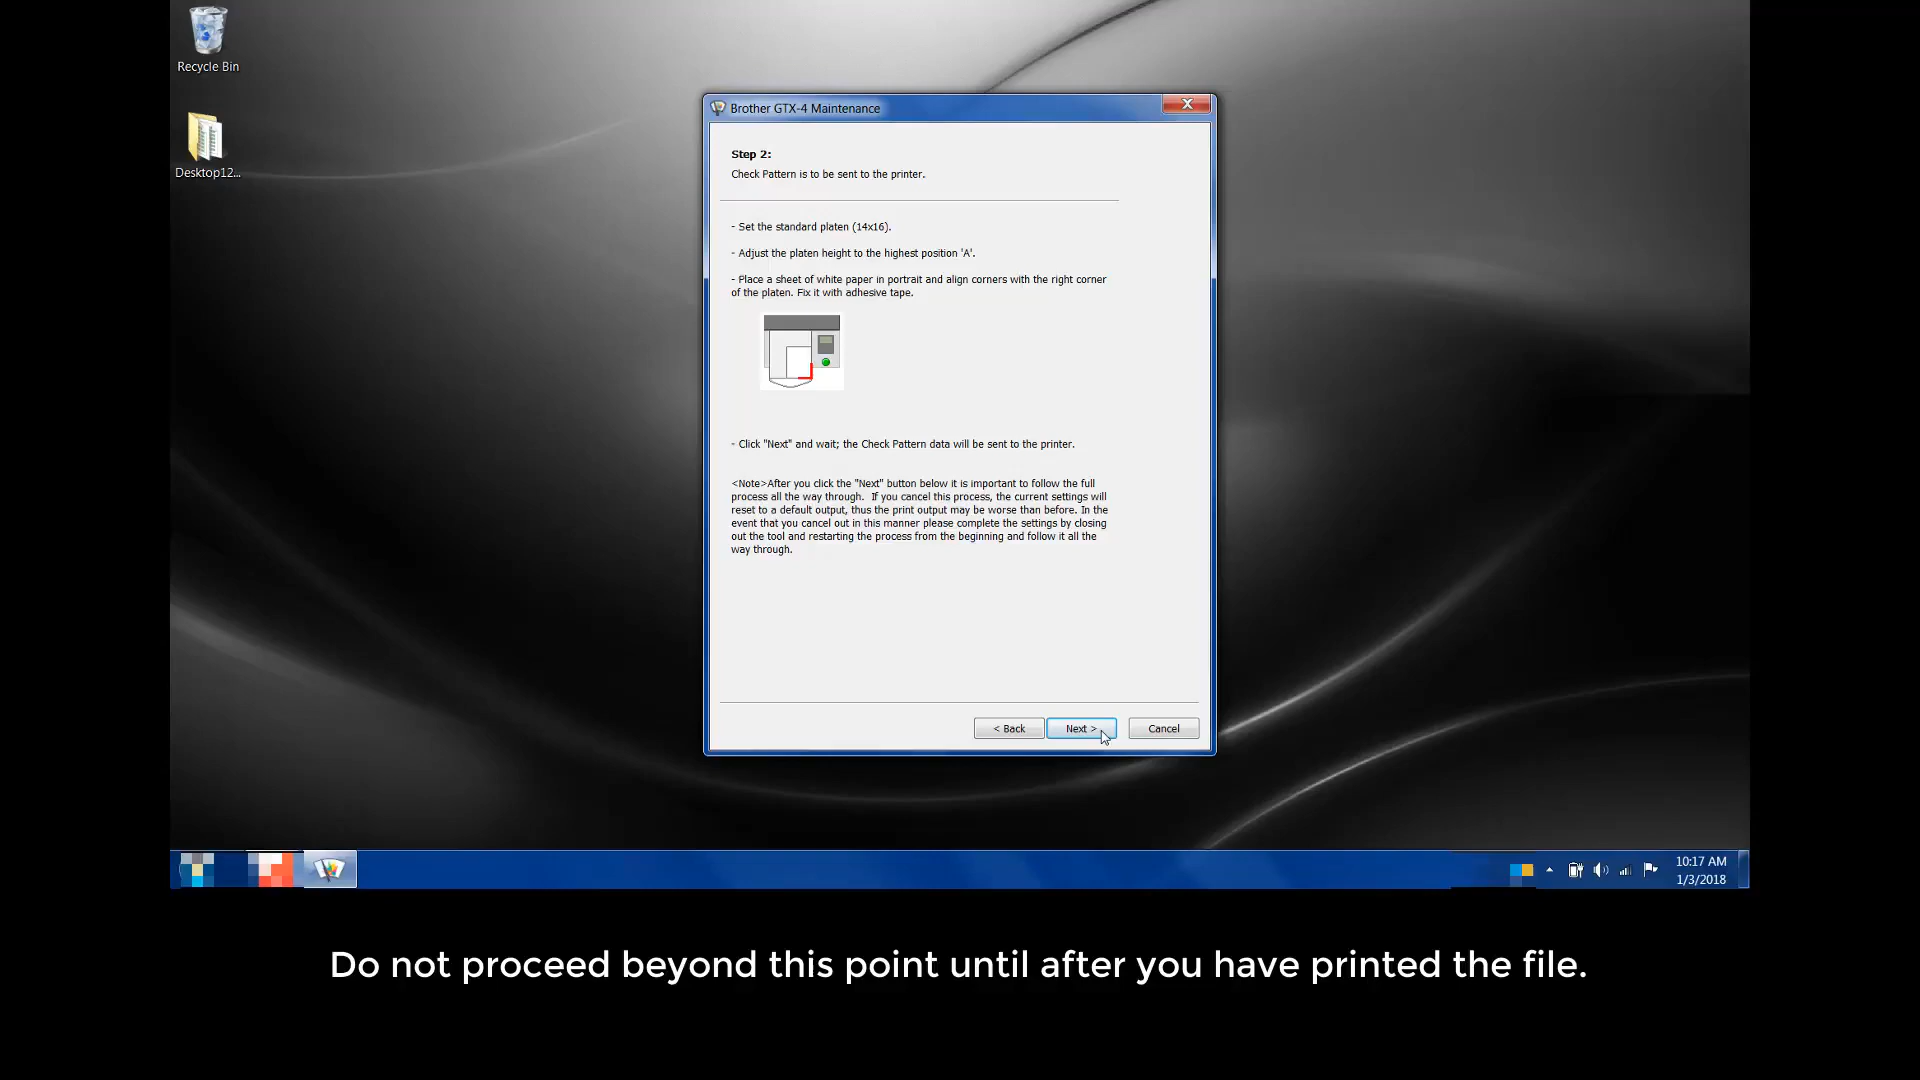 Recycle Bin
Desktop12...
Brother GTX-4 Maintenance
Step 2:
Check Pattern is to be sent to the printer.
- Set the standard platen (14x16).
- Adjust the platen height to the highest position 'A'.
- Place a sheet of white paper in portrait and align corners with the right corner
of the platen. Fix it with adhesive tape.
- Click "Next" and wait; the Check Pattern data will be sent to the printer.
<Note>After you click the "Next" button below it is important to follow the full
process all the way through.  If you cancel this process, the current settings will
reset to a default output, thus the print output may be worse than before. In the
event that you cancel out in this manner please complete the settings by closing
out the tool and restarting the process from the beginning and follow it all the
way through.
< Back
Next >
Cancel
10:17 AM
1/3/2018
Do not proceed beyond this point until after you have printed the file.